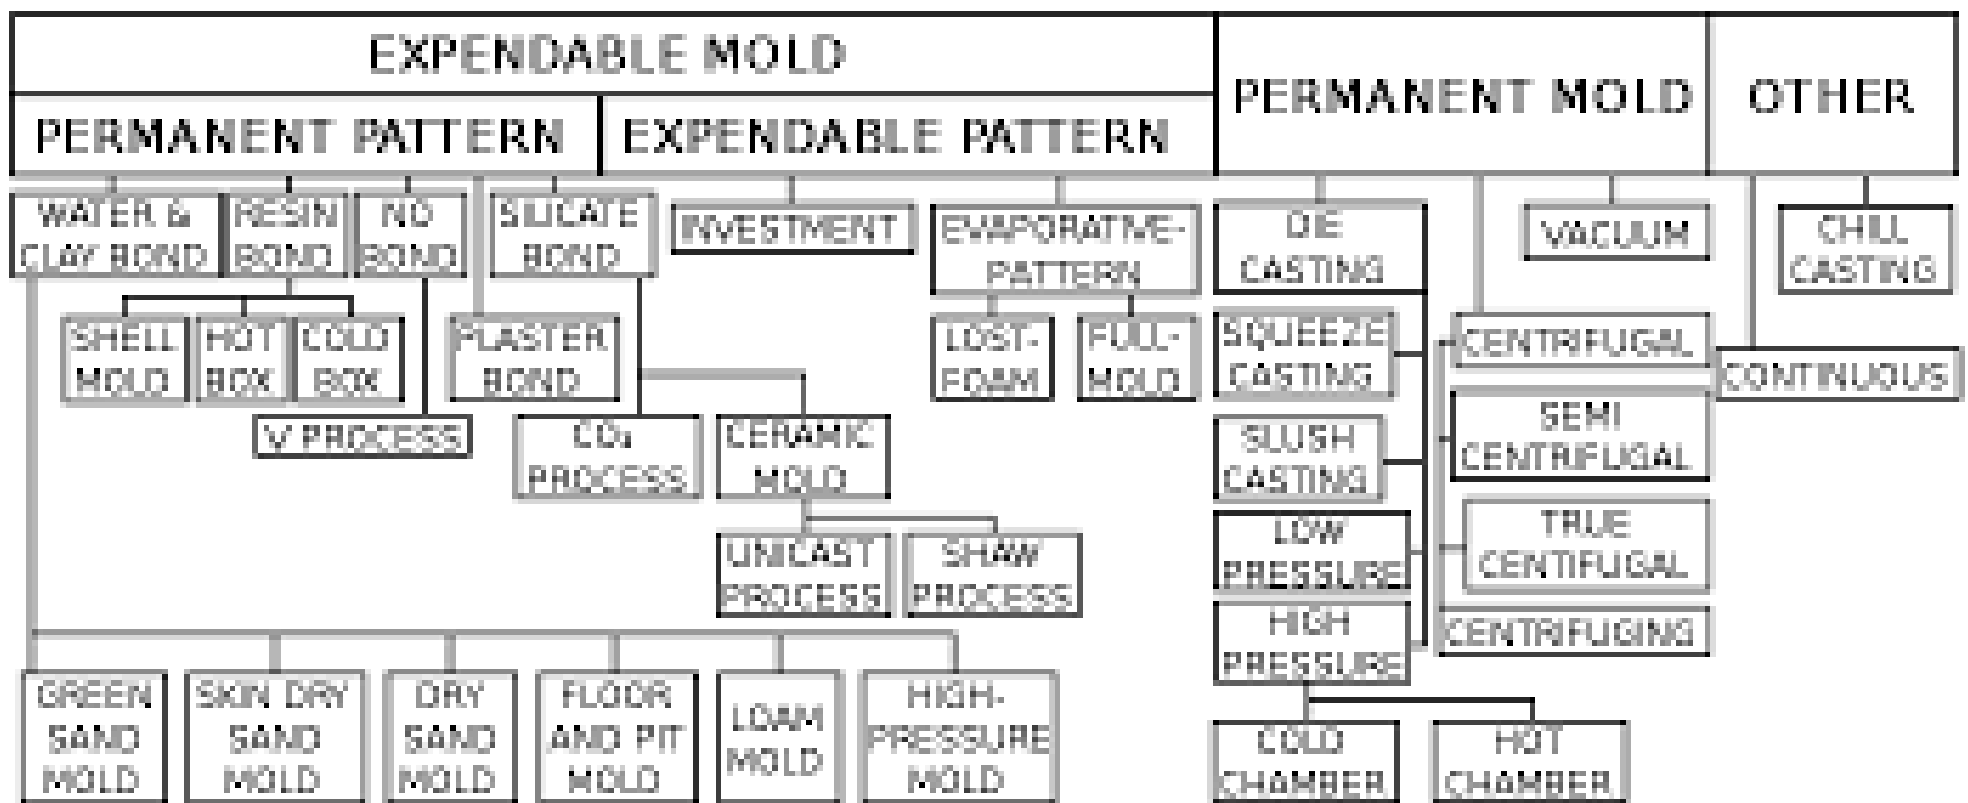 EXPENDABLE MOLD
PERMANENT MOLD
OTHER
PERMANENT PATTERN
EXPENDABLE PATTERN
WATER &
CLAY BOND
RESIN
BOND
NO
BOND
SILICATE
BOND
INVESTMENT
EVAPORATIVE-
PATTERN
DIE
CASTING
VACUUM
CHILL
CASTING
SHELL
MOLD
HOT
BOX
COLD
BOX
PLASTER
BOND
LOST-
FOAM
FULL-
MOLD
SQUEEZE
CASTING
CENTRIFUGAL
CONTINUOUS
V PROCESS
CO₂
PROCESS
CERAMIC
MOLD
SLUSH
CASTING
SEMI
CENTRIFUGAL
UNICAST
PROCESS
SHAW
PROCESS
LOW
PRESSURE
TRUE
CENTIFUGAL
HIGH
PRESSURE
CENTRIFUGING
GREEN
SAND
MOLD
SKIN DRY
SAND
MOLD
DRY
SAND
MOLD
FLOOR
AND PIT
MOLD
LOAM
MOLD
HIGH-
PRESSURE
MOLD
COLD
CHAMBER
HOT
CHAMBER